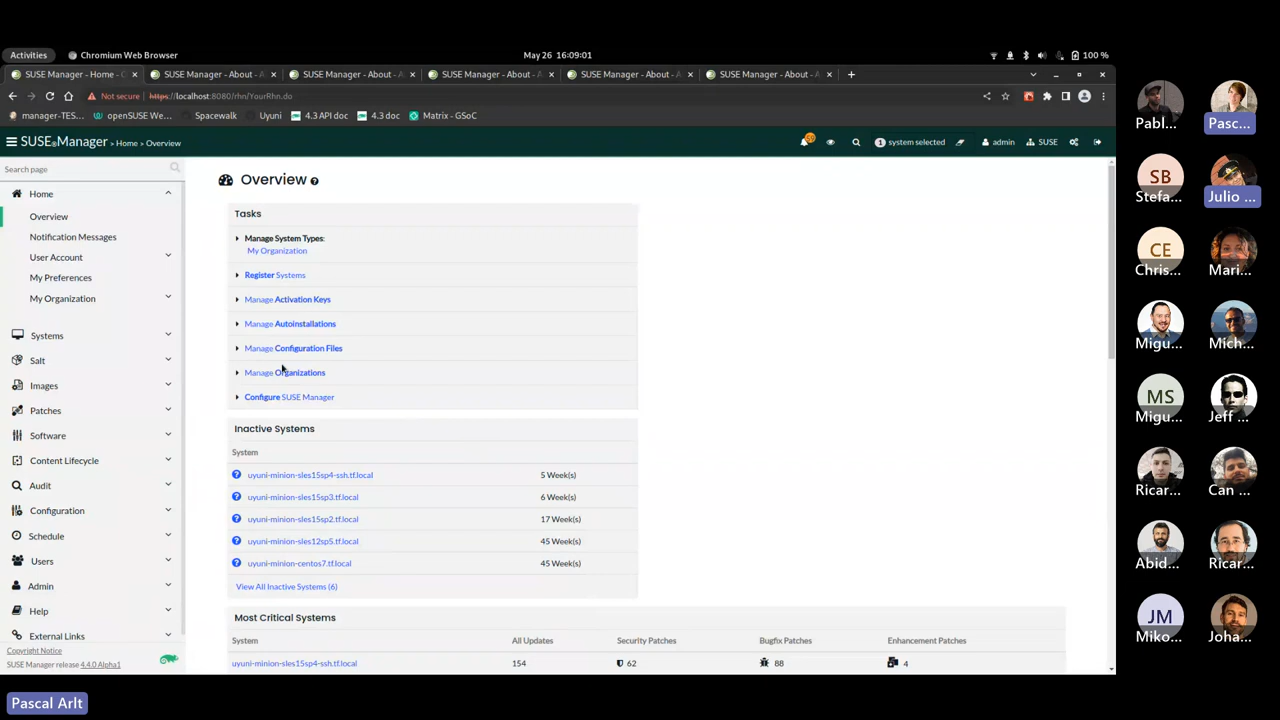 Activities
Chromium Web Browser
May 26 16:09:01
100 %
SUSE Manager - Home -
SUSE Manager - About -
SUSE Manager - About -
SUSE Manager - About -
SUSE Manager - About -
SUSE Manager - About -
Not secure
https://localhost:8080/rhn/YourRhn.do
manager-TES...
openSUSE We...
Spacewalk
Uyuni
4.3 API doc
4.3 doc
Matrix - GSoC
SUSE Manager > Home > Overview
1 system selected
admin
SUSE
Search page
Home
Overview
Notification Messages
User Account
My Preferences
My Organization
Systems
Salt
Images
Patches
Software
Content Lifecycle
Audit
Configuration
Schedule
Users
Admin
Help
External Links
Copyright Notice
SUSE Manager release 4.4.0 Alpha1
Overview
Tasks
Manage System Types:
My Organization
Register Systems
Manage Activation Keys
Manage Autoinstallations
Manage Configuration Files
Manage Organizations
Configure SUSE Manager
Inactive Systems
System
uyuni-minion-sles15sp4-ssh.tf.local 5 Week(s)
uyuni-minion-sles15sp3.tf.local 6 Week(s)
uyuni-minion-sles15sp2.tf.local 17 Week(s)
uyuni-minion-sles12sp5.tf.local 45 Week(s)
uyuni-minion-centos7.tf.local 45 Week(s)
View All Inactive Systems (6)
Most Critical Systems
System All Updates Security Patches Bugfix Patches Enhancement Patches
uyuni-minion-sles15sp4-ssh.tf.local 154 62 88 4
Pabl...
Pasc...
SB
Stefa...
Julio ...
CE
Chris...
Mari...
Migu...
Mich...
MS
Migu...
Jeff ...
Ricar...
Can ...
Abid...
Ricar...
JM
Miko...
Joha...
Pascal Arlt